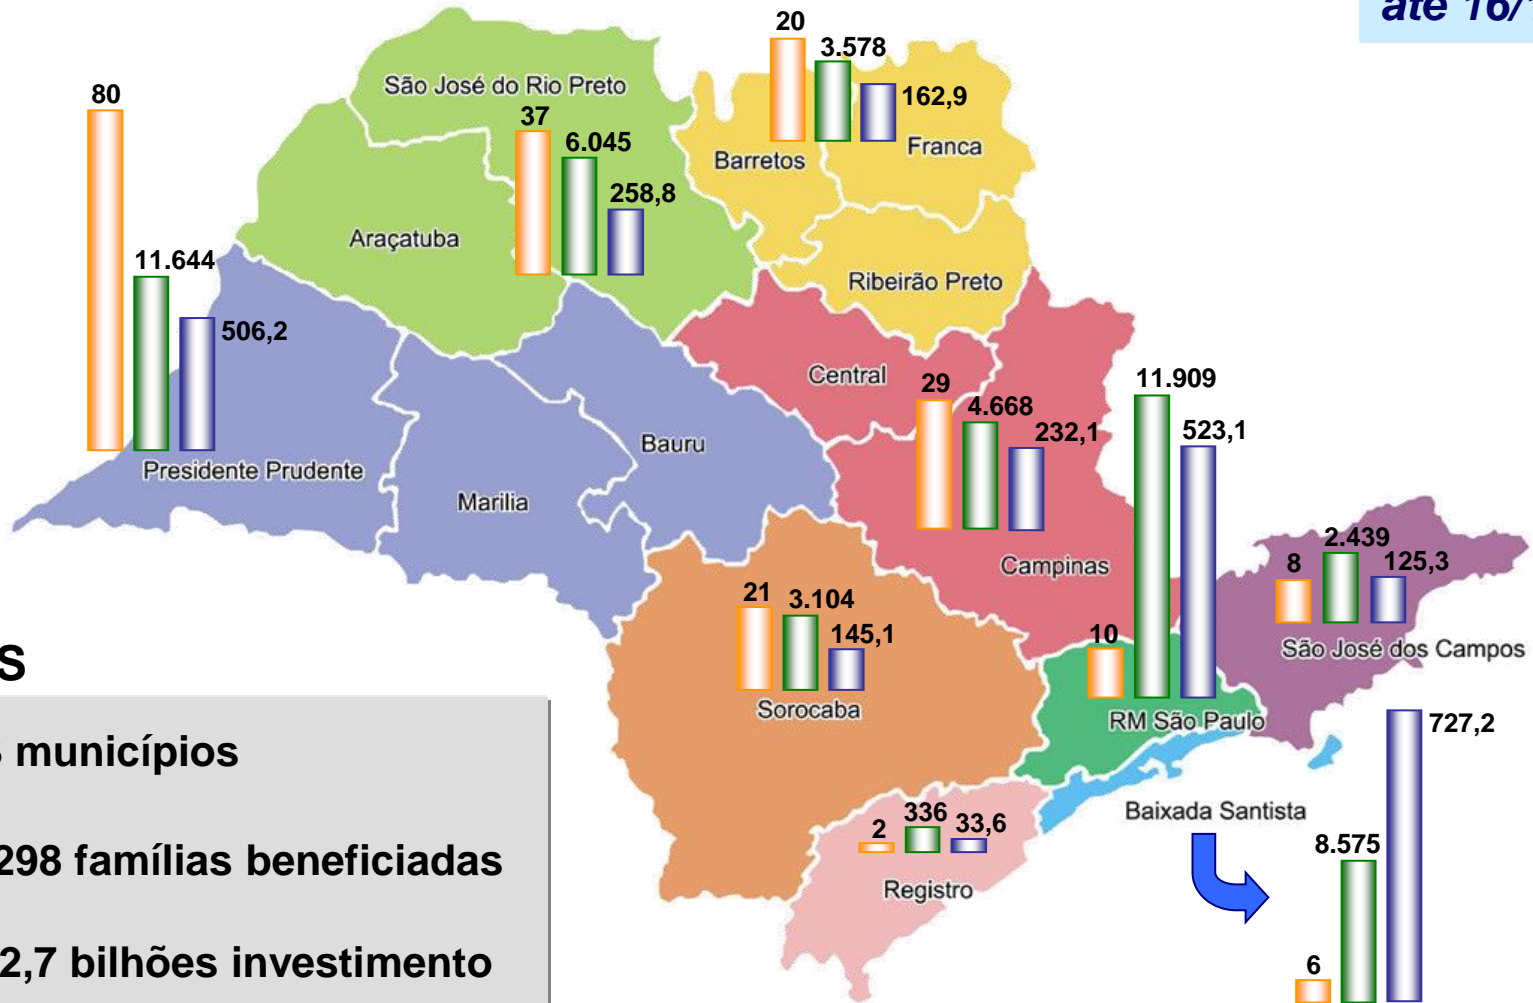 até 16/1
80
11.644
506,2
Presidente Prudente
São José do Rio Preto
37
6.045
258,8
Araçatuba
20
3.578
162,9
Barretos
Franca
Ribeirão Preto
Central
29
4.668
232,1
Campinas
Bauru
Marilia
11.909
523,1
10
RM São Paulo
8
2.439
125,3
São José dos Campos
21
3.104
145,1
Sorocaba
2
336
33,6
Registro
Baixada Santista
727,2
8.575
6
S
municípios
298 famílias beneficiadas
2,7 bilhões investimento